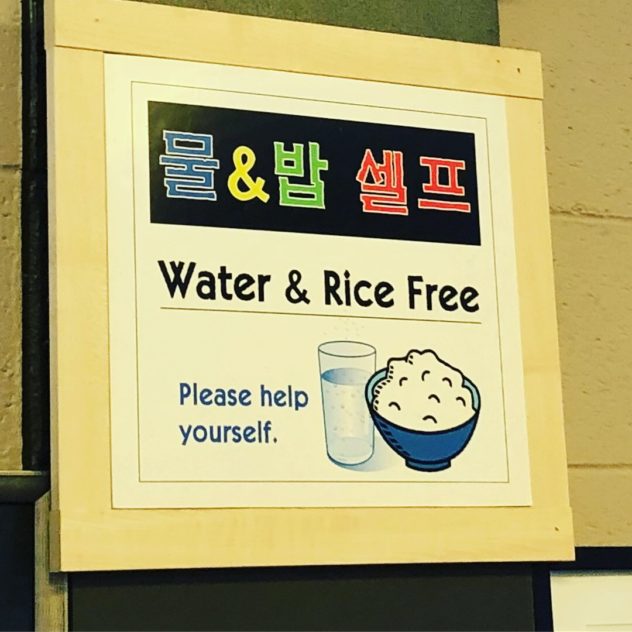 물&밥 셀프
Water & Rice Free
Please help
yourself.